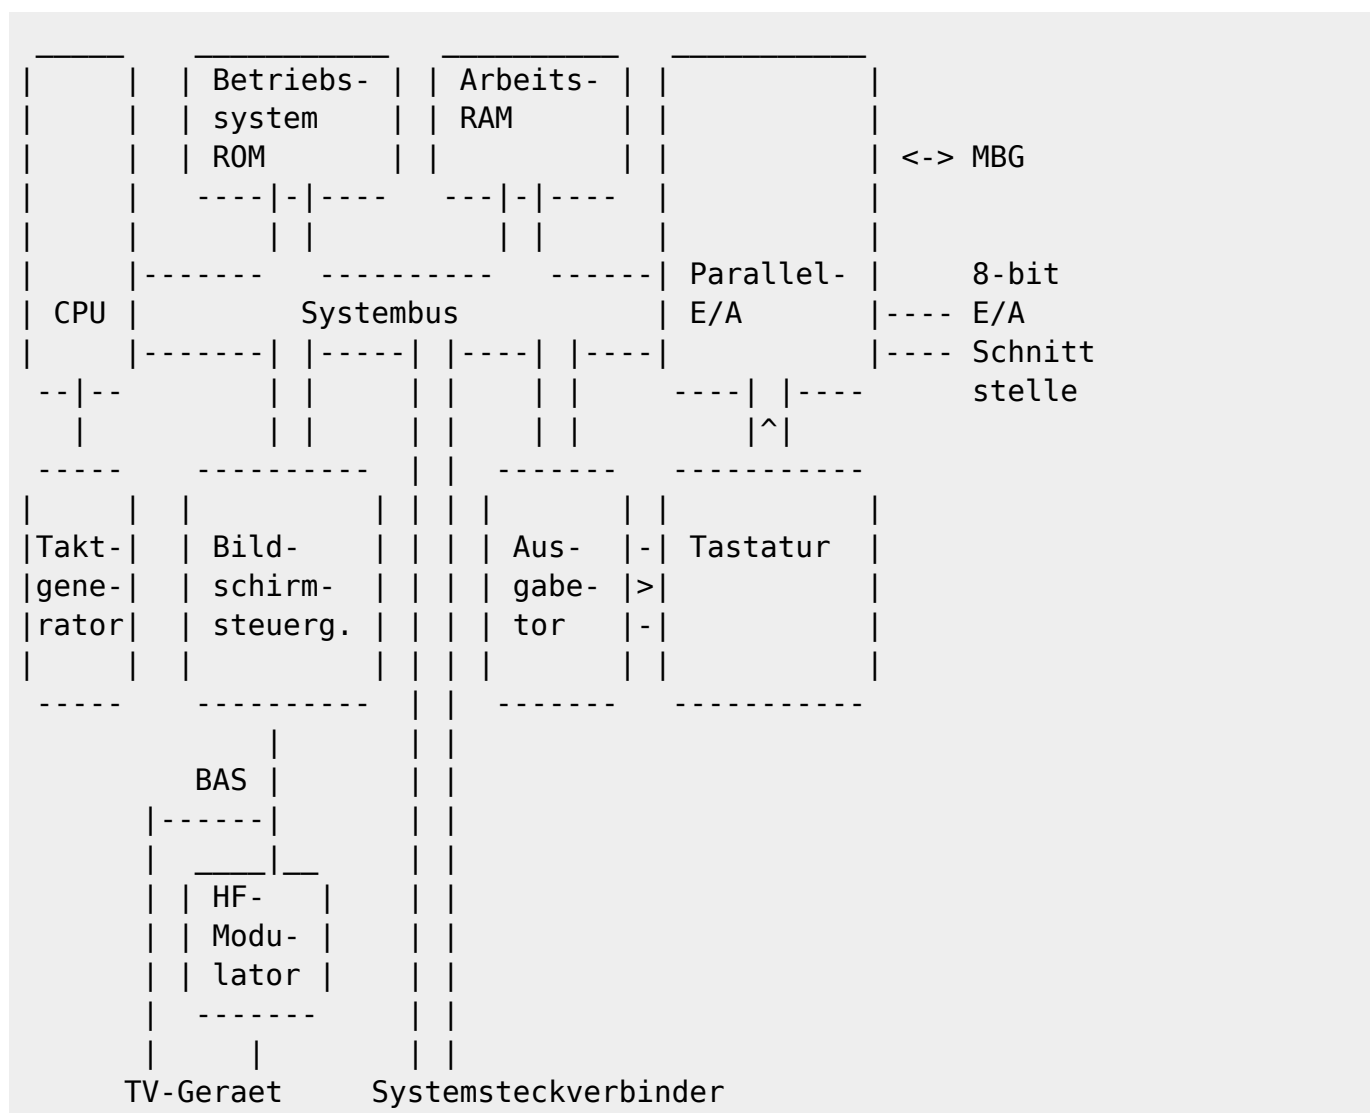 Betriebs- Arbeits-
system RAM
ROM <-> MBG
Parallel- 8-bit
CPU Systembus E/A E/A
Schnitt
stelle
Takt- Bild- Aus- Tastatur
gene- schirm- gabe- >
rator steuerg. tor
BAS
HF-
Modu-
lator
TV-Geraet Systemsteckverbinder